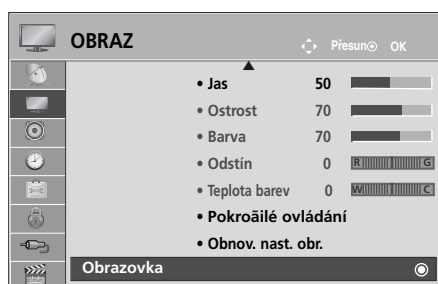 OBRAZ Přesun OK
• Jas 50
• Ostrost 70
• Barva 70
• Odstín 0 R G
• Teplota barev 0 W C
• Pokroãilé ovládání
• Obnov. nast. obr.
Obrazovka